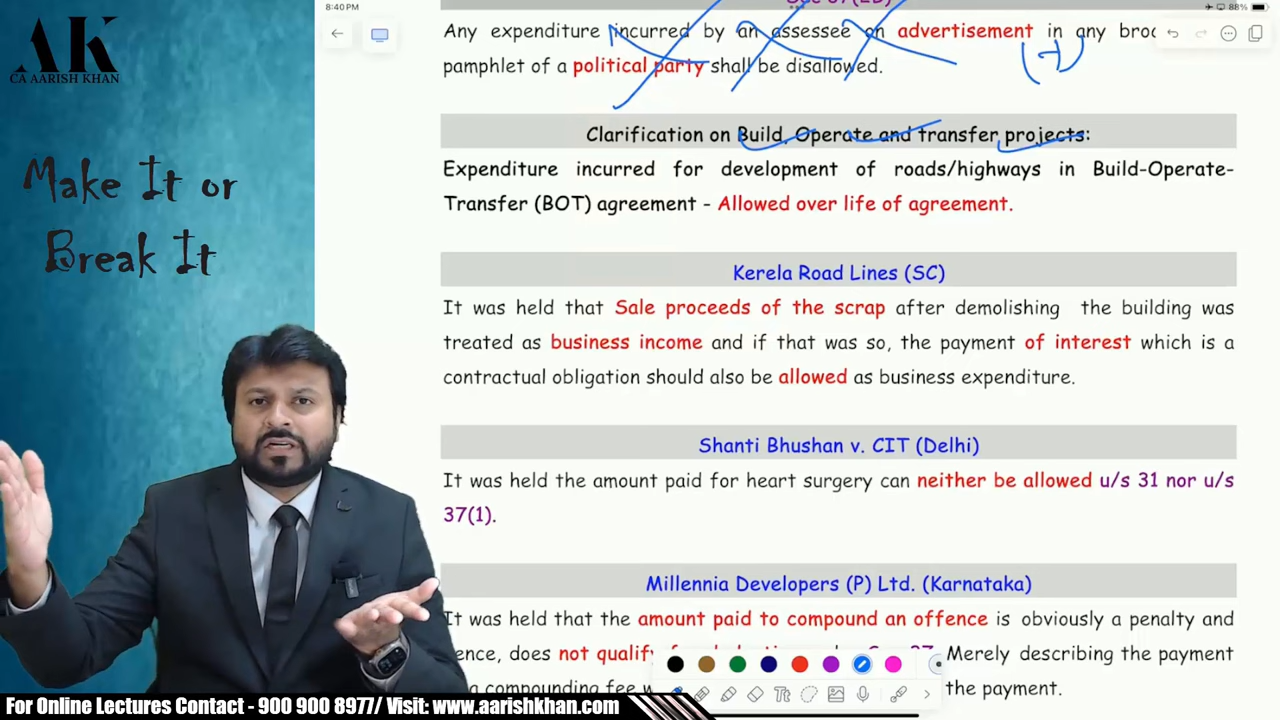 8:40 PM
88%
Sec 37(2B)
Any expenditure incurred by an assessee on advertisement in any
pamphlet of a political party shall be disallowed.
(+)
AK
CA AARISH KHAN
Make It or
Break It
Clarification on Build, Operate and transfer projects:
Expenditure incurred for development of roads/highways in Build-Operate-
Transfer (BOT) agreement - Allowed over life of agreement.
Kerela Road Lines (SC)
It was held that Sale proceeds of the scrap after demolishing the building was
treated as business income and if that was so, the payment of interest which is a
contractual obligation should also be allowed as business expenditure.
Shanti Bhushan v. CIT (Delhi)
It was held the amount paid for heart surgery can neither be allowed u/s 31 nor u/s
37(1).
Millennia Developers (P) Ltd. (Karnataka)
It was held that the amount paid to compound an offence is obviously a penalty and
does not qualify Merely describing the payment
a compounding fee the payment.
Tt
For Online Lectures Contact - 900 900 8977/ Visit: www.aarishkhan.com